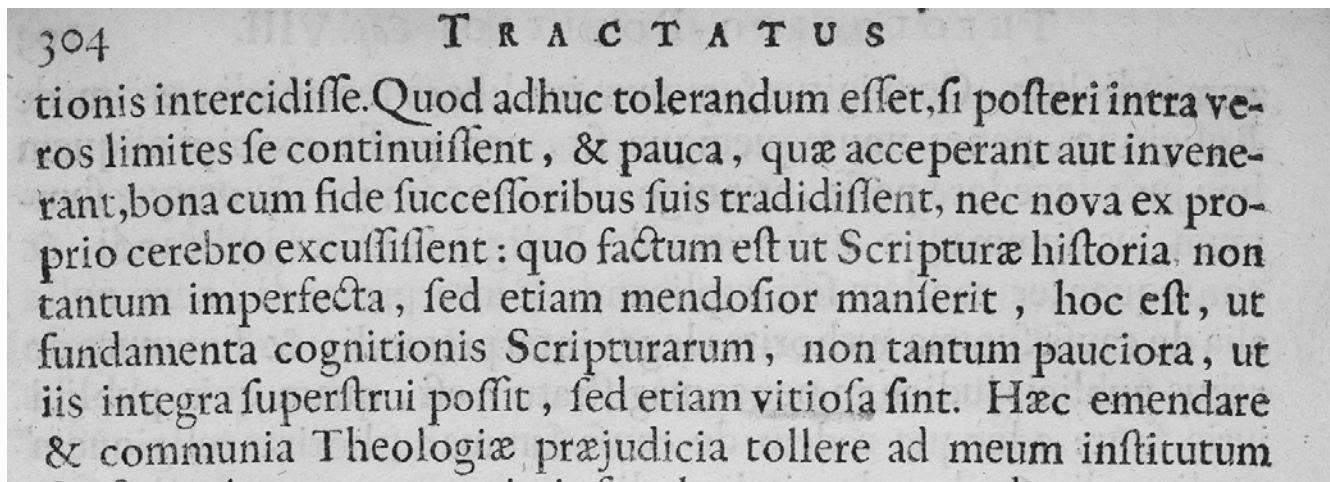 304 TRACTATUS
tionis intercidiſſe.Quod adhuc tolerandum eſſet,ſi poſteri intra ve-
ros limites ſe continuiſſent, & pauca, quæ acceperant aut invene-
rant,bona cum fide ſucceſſoribus ſuis tradidiſſent, nec nova ex pro-
prio cerebro excuſſiſſent: quo factum eſt ut Scripturæ hiſtoria, non
tantum imperfecta, ſed etiam mendoſior manſerit, hoc eſt, ut
fundamenta cognitionis Scripturarum, non tantum pauciora, ut
iis integra ſuperſtrui poſſit, ſed etiam vitioſa ſint. Hæc emendare
& communia Theologiæ præjudicia tollere ad meum inſtitutum